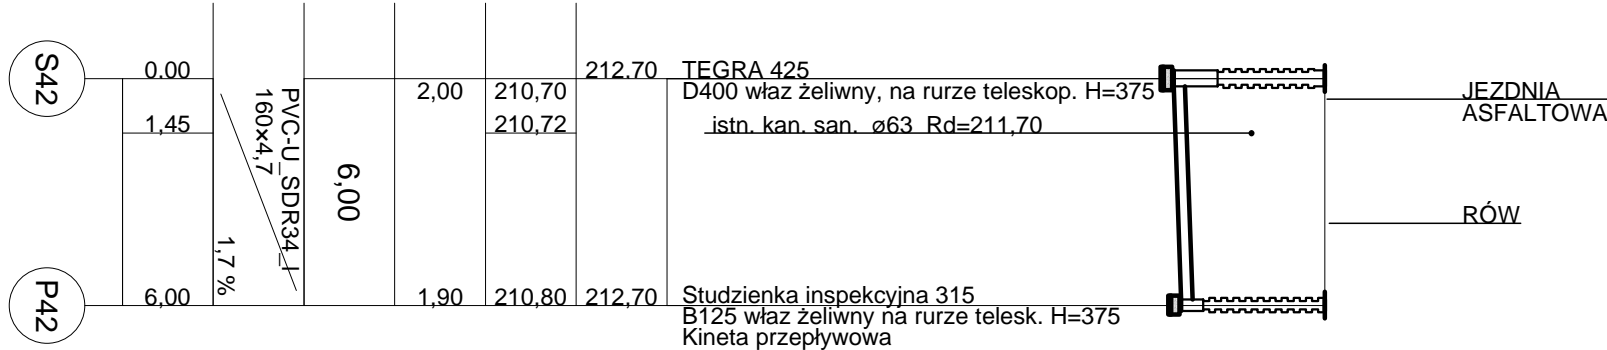 S42
0.00
2,00
210,70
212.70
TEGRA 425
D400 właz żeliwny, na rurze teleskop. H=375
JEZDNIA
ASFALTOWA
1,45
210,72
istn. kan. san. ø63 Rd=211,70
PVC-U_SDR34_I
160×4,7
1,7 %
6,00
RÓW
P42
6,00
1,90
210,80
212,70
Studzienka inspekcyjna 315
B125 właz żeliwny na rurze telesk. H=375
Kineta przepływowa